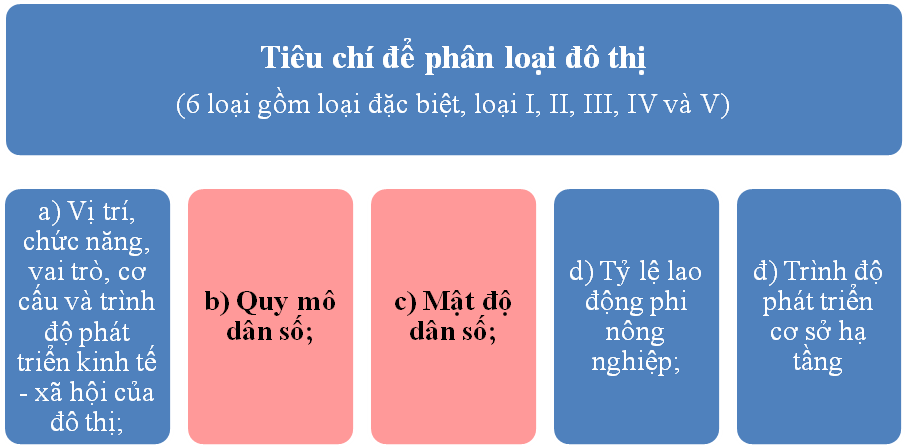 Tiêu chí để phân loại đô thị
(6 loại gồm loại đặc biệt, loại I, II, III, IV và V)
a) Vị trí,
chức năng,
vai trò, cơ
cấu và trình
độ phát
triển kinh tế
- xã hội của
đô thị;
b) Quy mô
dân số;
c) Mật độ
dân số;
d) Tỷ lệ lao
động phi
nông
nghiệp;
đ) Trình độ
phát triển
cơ sở hạ
tầng